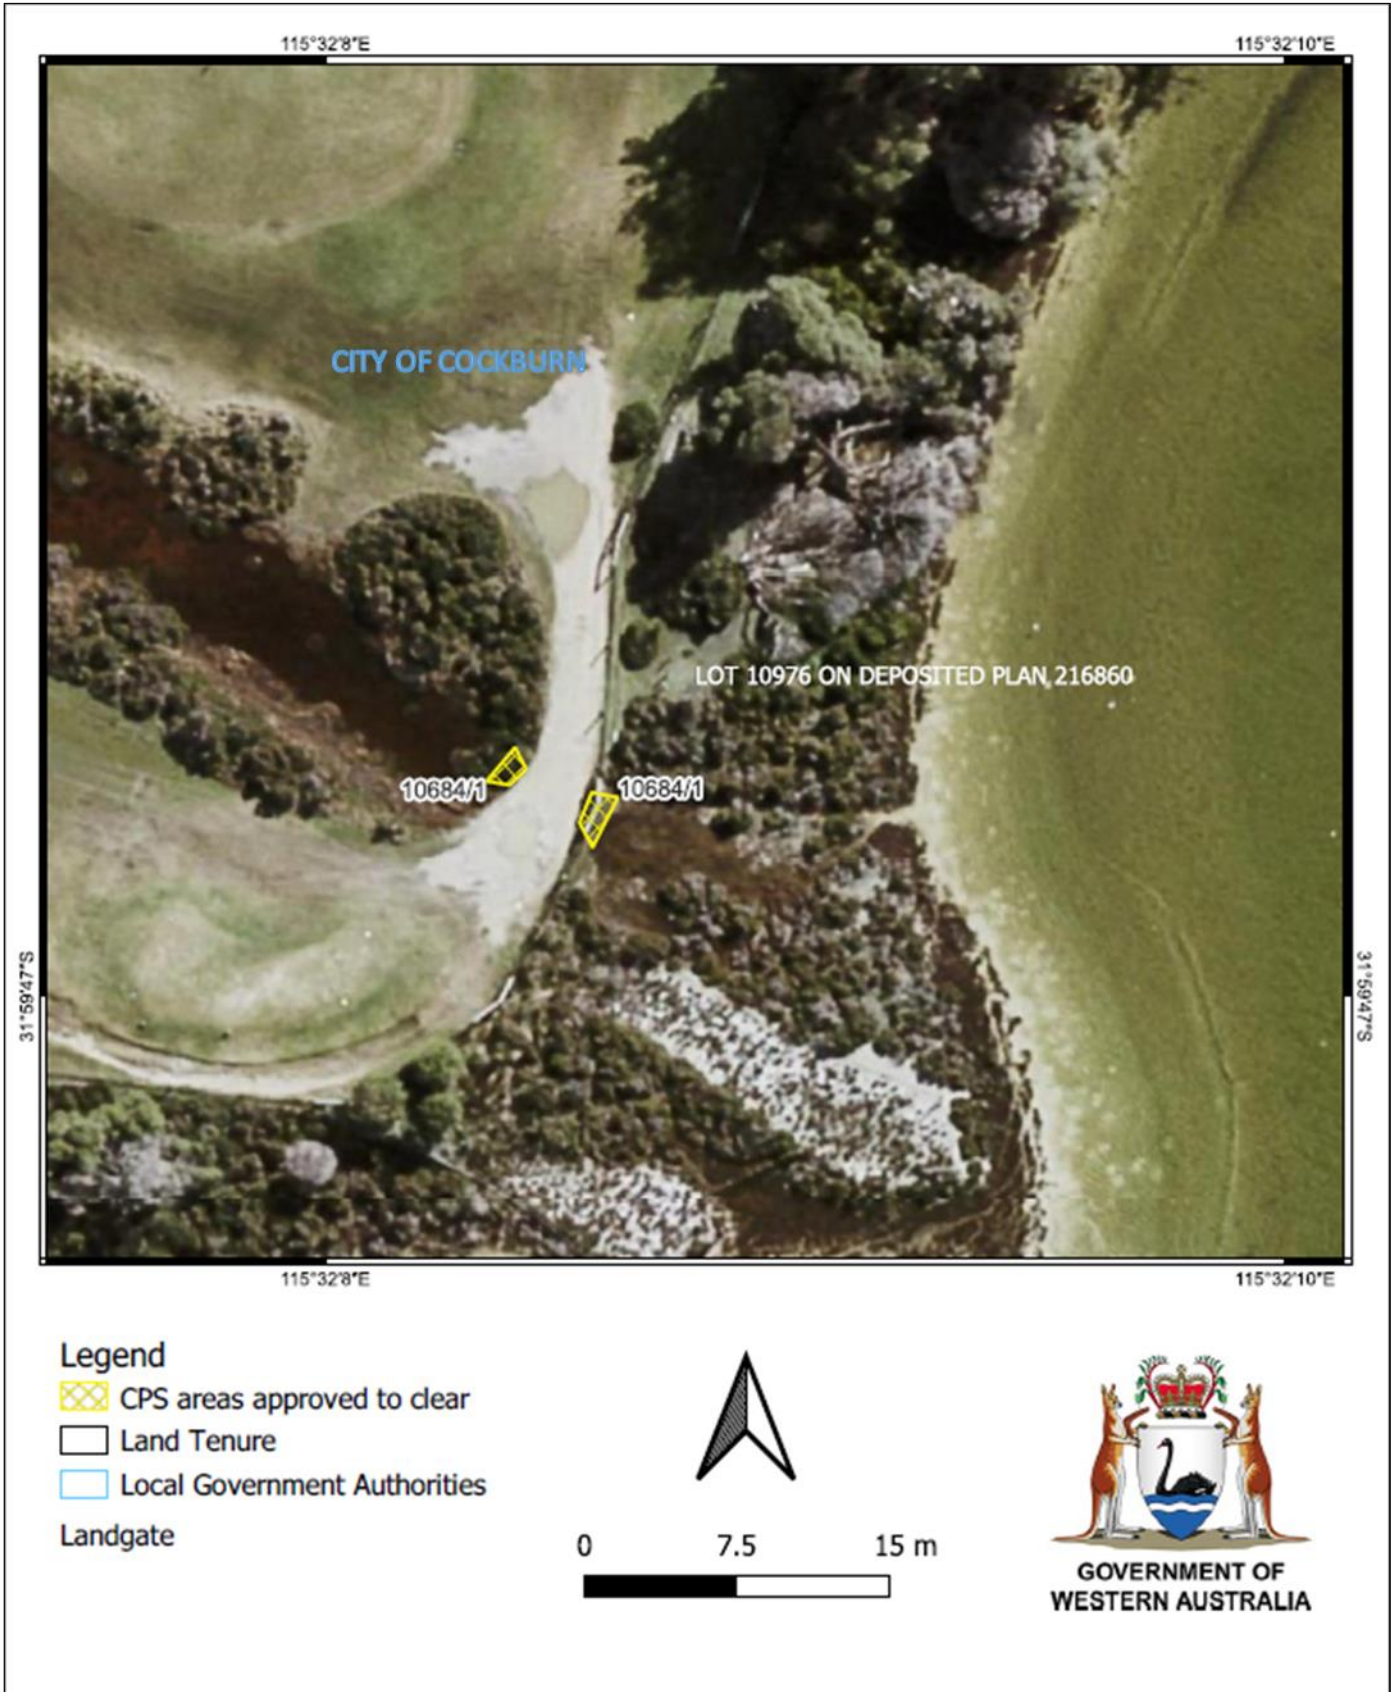 115°32'8"E
115°32'10"E
CITY OF COCKBURN
LOT 10976 ON DEPOSITED PLAN 216860
10684/1
10684/1
31°59'47"S
31°59'47"S
115°32'8"E
115°32'10"E
Legend
CPS areas approved to clear
Land Tenure
Local Government Authorities
Landgate
0 7.5 15 m
GOVERNMENT OF
WESTERN AUSTRALIA